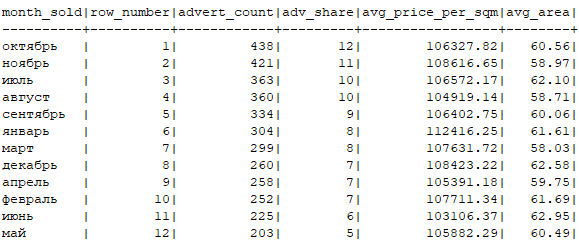 month_sold|row_number|advert_count|adv_share|avg_price_per_sqm|avg_area|
----------+----------+------------+---------+-----------------+--------+
октябрь   |         1|         438|       12|        106327.82|   60.56|
ноябрь    |         2|         421|       11|        108616.65|   58.97|
июль      |         3|         363|       10|        106572.17|   62.10|
август    |         4|         360|       10|        104919.14|   58.71|
сентябрь  |         5|         334|        9|        106402.75|   60.06|
январь    |         6|         304|        8|        112416.25|   61.61|
март      |         7|         299|        8|        107631.72|   58.03|
декабрь   |         8|         260|        7|        108423.22|   62.58|
апрель    |         9|         258|        7|        105391.18|   59.75|
февраль   |        10|         252|        7|        107711.34|   61.69|
июнь      |        11|         225|        6|        103106.37|   62.95|
май       |        12|         203|        5|        105882.29|   60.49|